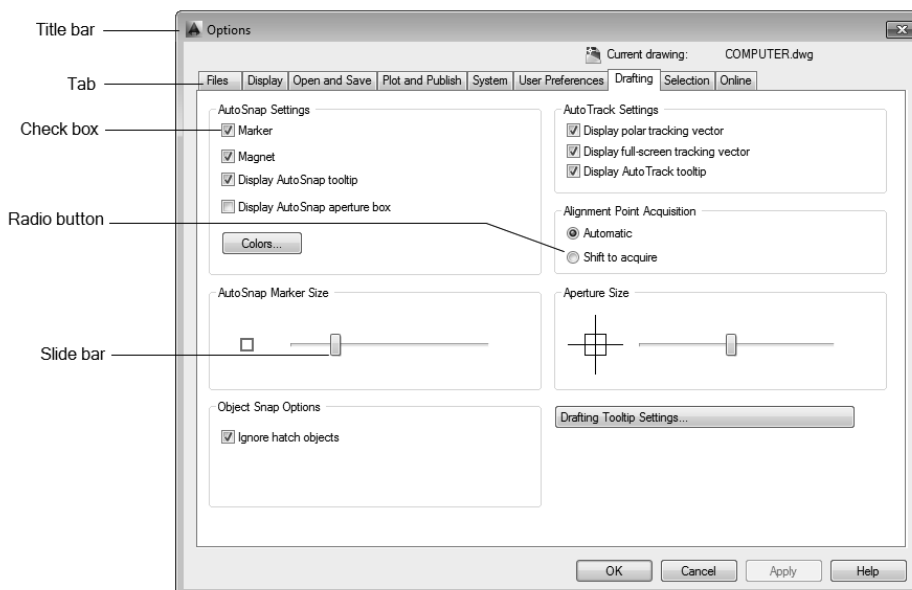 Title bar
Options
Current drawing: COMPUTER.dwg
Tab
Files Display Open and Save Plot and Publish System User Preferences Drafting Selection Online
AutoSnap Settings
Check box
Marker
Magnet
Display AutoSnap tooltip
Display AutoSnap aperture box
Colors...
AutoTrack Settings
Display polar tracking vector
Display full-screen tracking vector
Display AutoTrack tooltip
Radio button
Alignment Point Acquisition
Automatic
Shift to acquire
AutoSnap Marker Size
Aperture Size
Slide bar
Object Snap Options
Ignore hatch objects
Drafting Tooltip Settings...
OK Cancel Apply Help